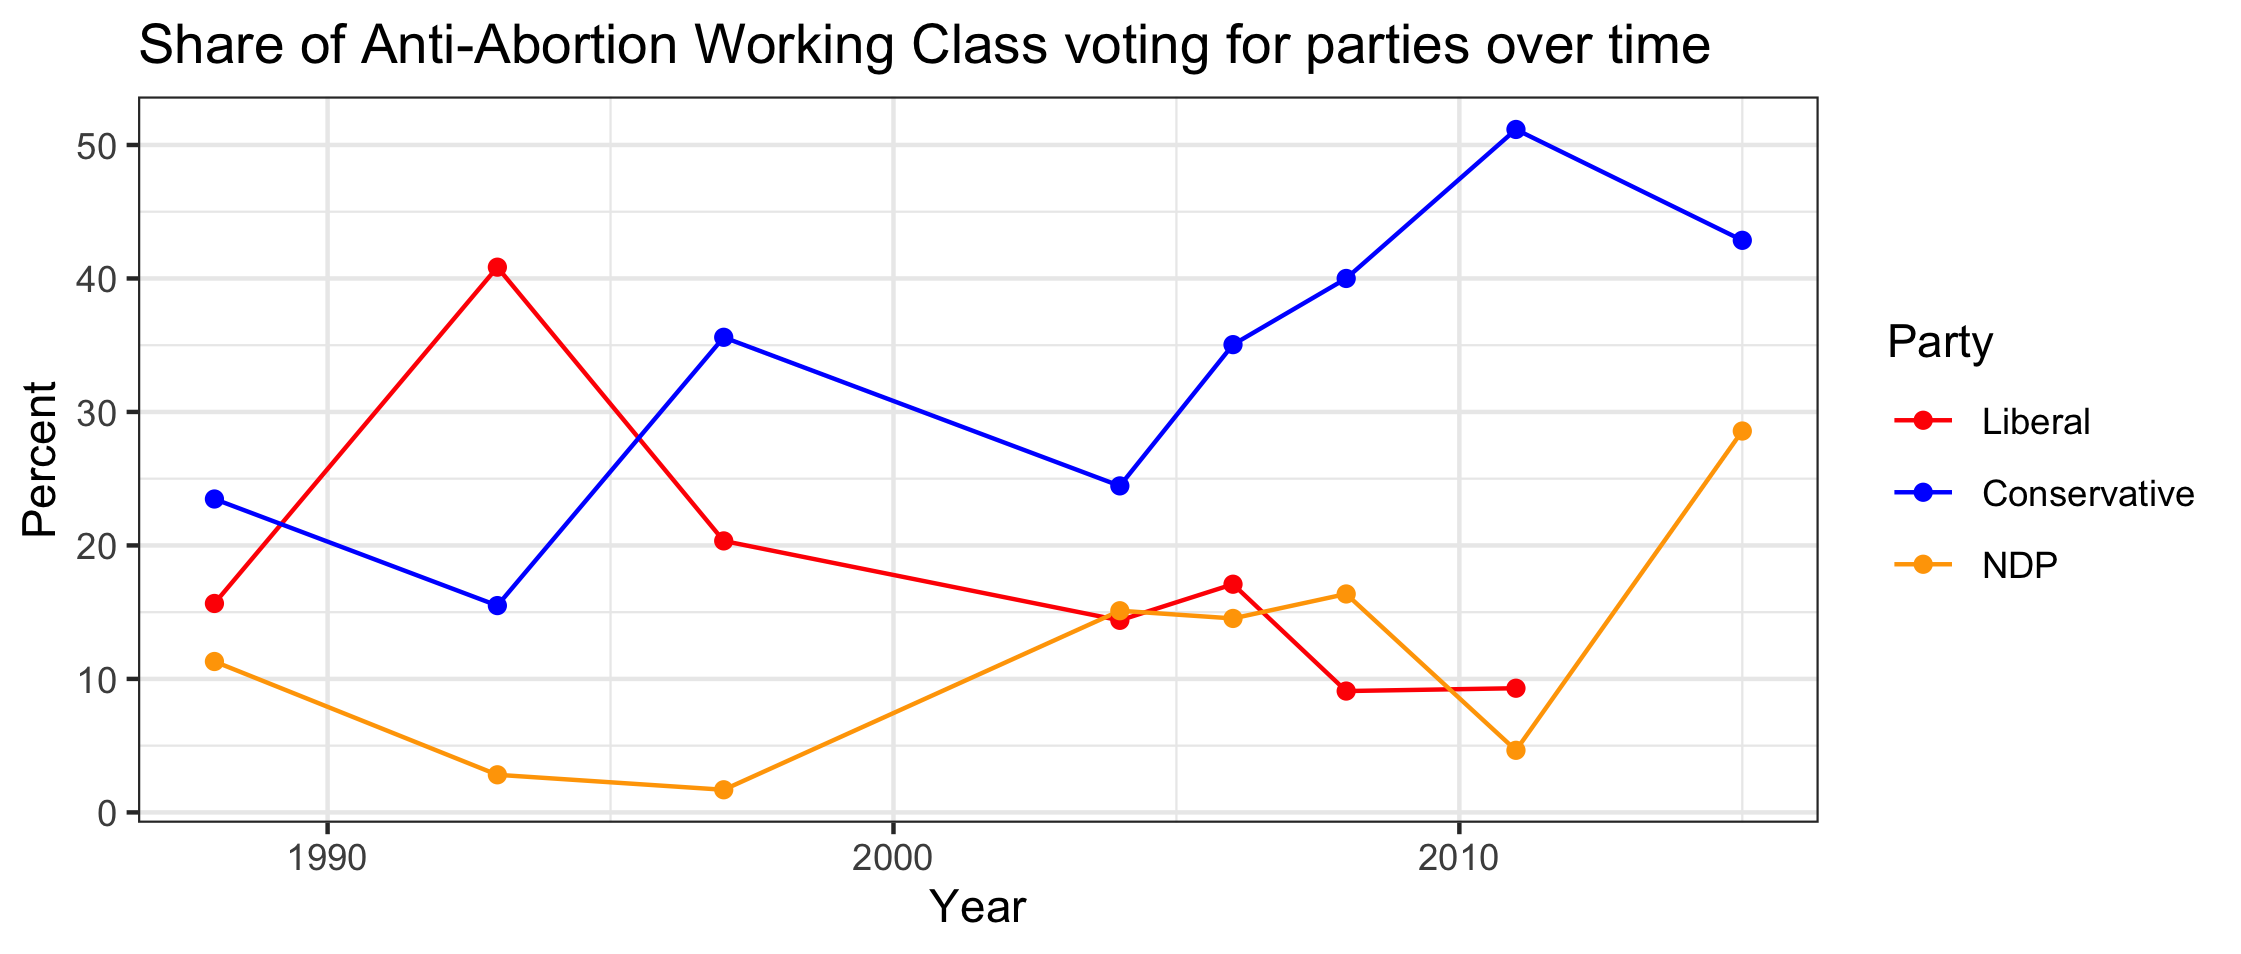 Share of Anti-Abortion Working Class voting for parties over time
Percent
50
40
30
20
10
0
1990
2000
2010
Year
Party
Liberal
Conservative
NDP